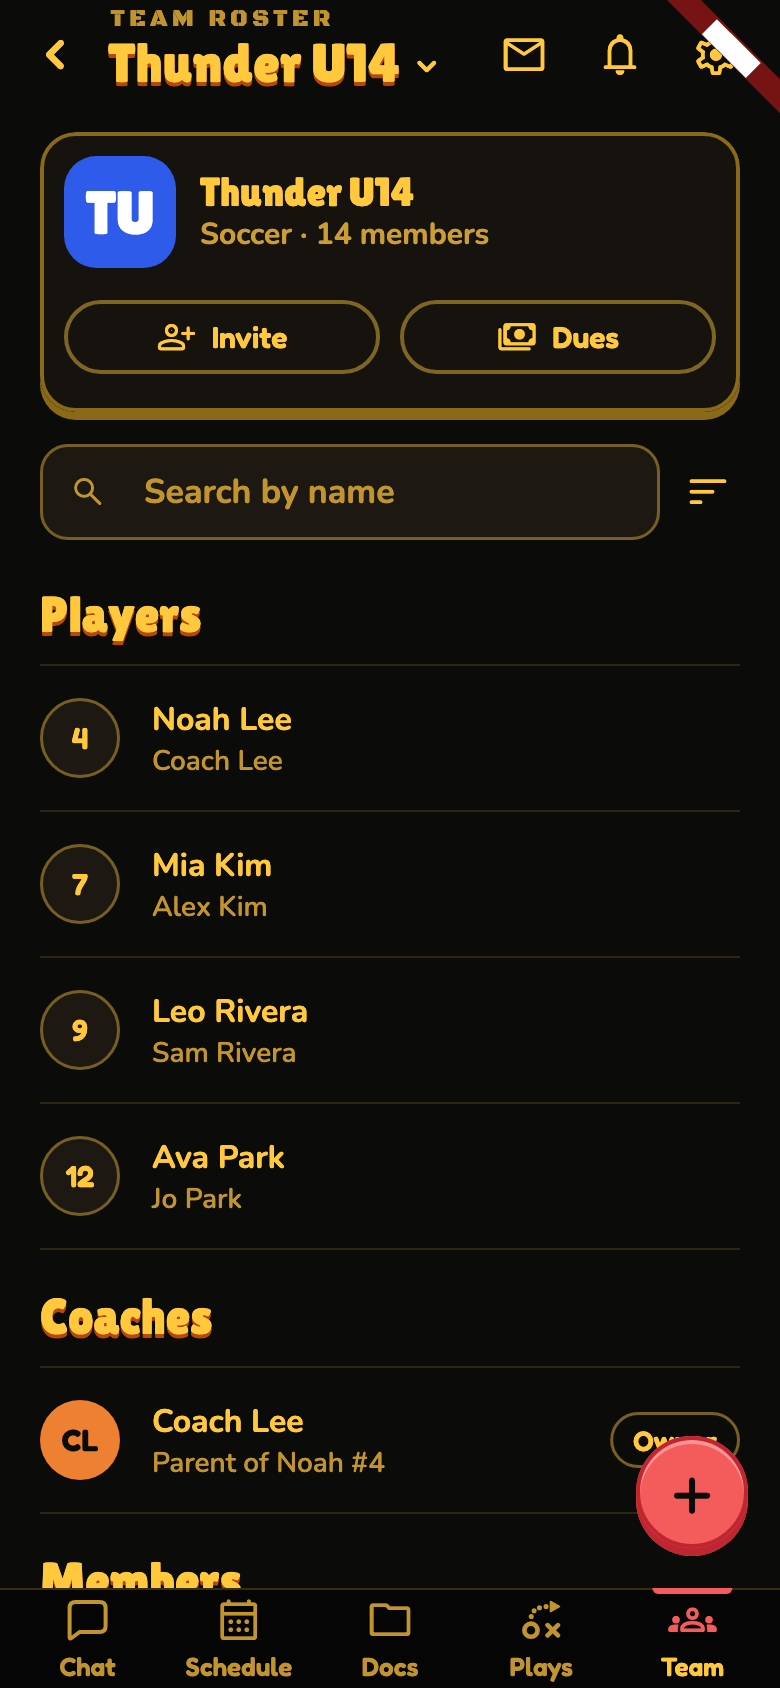 TEAM ROSTER
Thunder U14
TU
Thunder U14
Soccer · 14 members
Invite
Dues
Search by name
Players
4
Noah Lee
Coach Lee
7
Mia Kim
Alex Kim
9
Leo Rivera
Sam Rivera
12
Ava Park
Jo Park
Coaches
CL
Coach Lee
Parent of Noah #4
Members
Chat
Schedule
Docs
Plays
Team